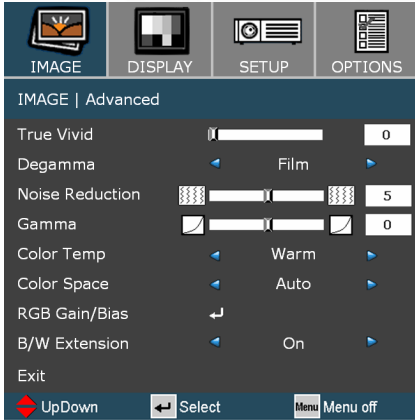 IMAGE DISPLAY SETUP OPTIONS
IMAGE | Advanced
True Vivid 0
Degamma Film
Noise Reduction 5
Gamma 0
Color Temp Warm
Color Space Auto
RGB Gain/Bias
B/W Extension On
Exit
UpDown Select Menu Menu off